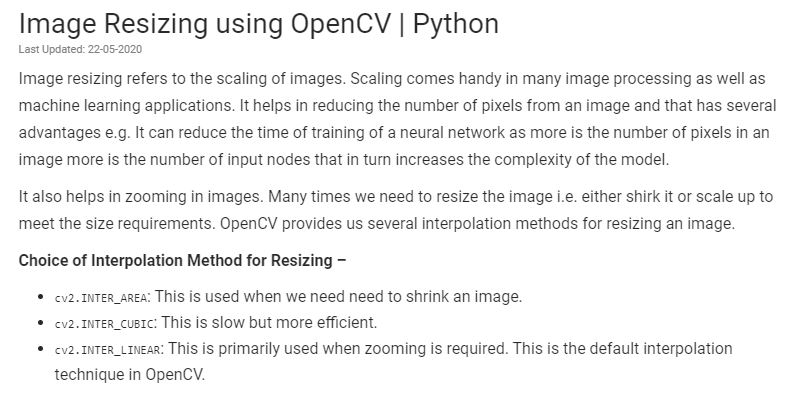 Image Resizing using OpenCV | Python
Last Updated: 22-05-2020
Image resizing refers to the scaling of images. Scaling comes handy in many image processing as well as
machine learning applications. It helps in reducing the number of pixels from an image and that has several
advantages e.g. It can reduce the time of training of a neural network as more is the number of pixels in an
image more is the number of input nodes that in turn increases the complexity of the model.
It also helps in zooming in images. Many times we need to resize the image i.e. either shirk it or scale up to
meet the size requirements. OpenCV provides us several interpolation methods for resizing an image.
Choice of Interpolation Method for Resizing –
• cv2.INTER_AREA: This is used when we need need to shrink an image.
• cv2.INTER_CUBIC: This is slow but more efficient.
• cv2.INTER_LINEAR: This is primarily used when zooming is required. This is the default interpolation
technique in OpenCV.